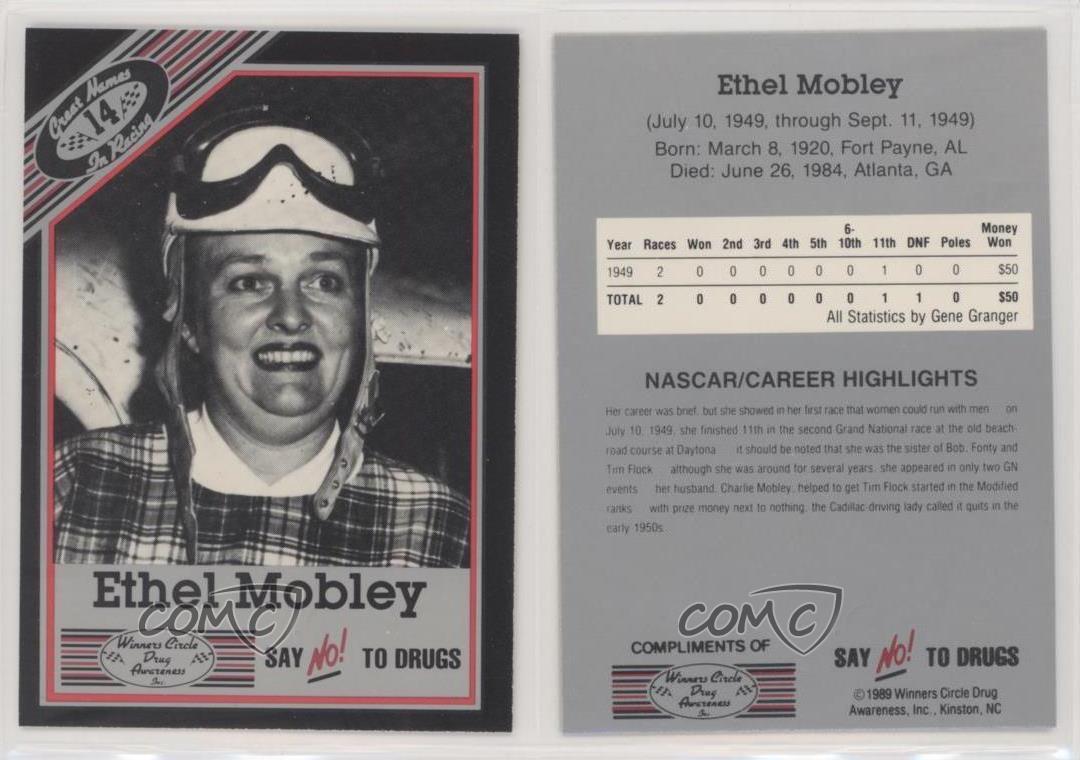 Great Names
14
In Racing
Ethel Mobley
COMC
Winners Circle
Drug
Awareness
Inc.
SAY NO! TO DRUGS
Ethel Mobley
(July 10, 1949, through Sept. 11, 1949)
Born: March 8, 1920, Fort Payne, AL
Died: June 26, 1984, Atlanta, GA
Year Races Won 2nd 3rd 4th 5th 6-10th 11th DNF Poles Money Won
1949 2 0 0 0 0 0 0 1 0 0 $50
TOTAL 2 0 0 0 0 0 0 1 1 0 $50
All Statistics by Gene Granger
NASCAR/CAREER HIGHLIGHTS
Her career was brief, but she showed in her first race that women could run with men on
July 10, 1949, she finished 11th in the second Grand National race at the old beach-
road course at Daytona it should be noted that she was the sister of Bob, Fonty and
Tim Flock although she was around for several years, she appeared in only two GN
events her husband, Charlie Mobley, helped to get Tim Flock started in the Modified
ranks with prize money next to nothing, the Cadillac-driving lady called it quits in the
early 1950s.
COMC
COMPLIMENTS OF
Winners Circle
Drug
Awareness
Inc.
SAY NO! TO DRUGS
©1989 Winners Circle Drug
Awareness, Inc., Kinston, NC